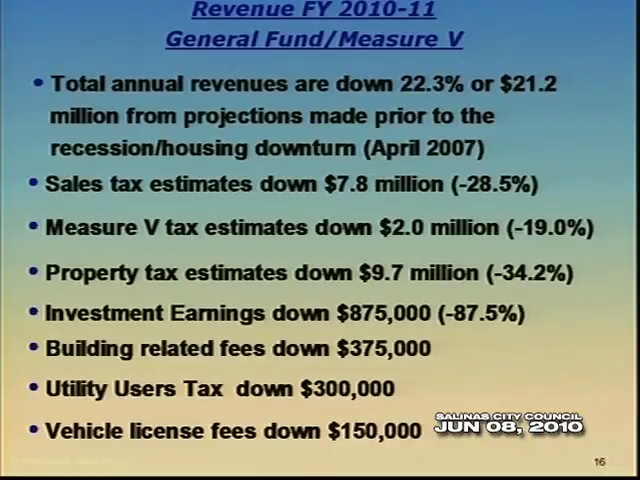 Revenue FY 2010-11
General Fund/Measure V
• Total annual revenues are down 22.3% or $21.2
million from projections made prior to the
recession/housing downturn (April 2007)
• Sales tax estimates down $7.8 million (-28.5%)
• Measure V tax estimates down $2.0 million (-19.0%)
• Property tax estimates down $9.7 million (-34.2%)
• Investment Earnings down $875,000 (-87.5%)
• Building related fees down $375,000
• Utility Users Tax down $300,000
• Vehicle license fees down $150,000
SALINAS CITY COUNCIL
JUN 08, 2010
16